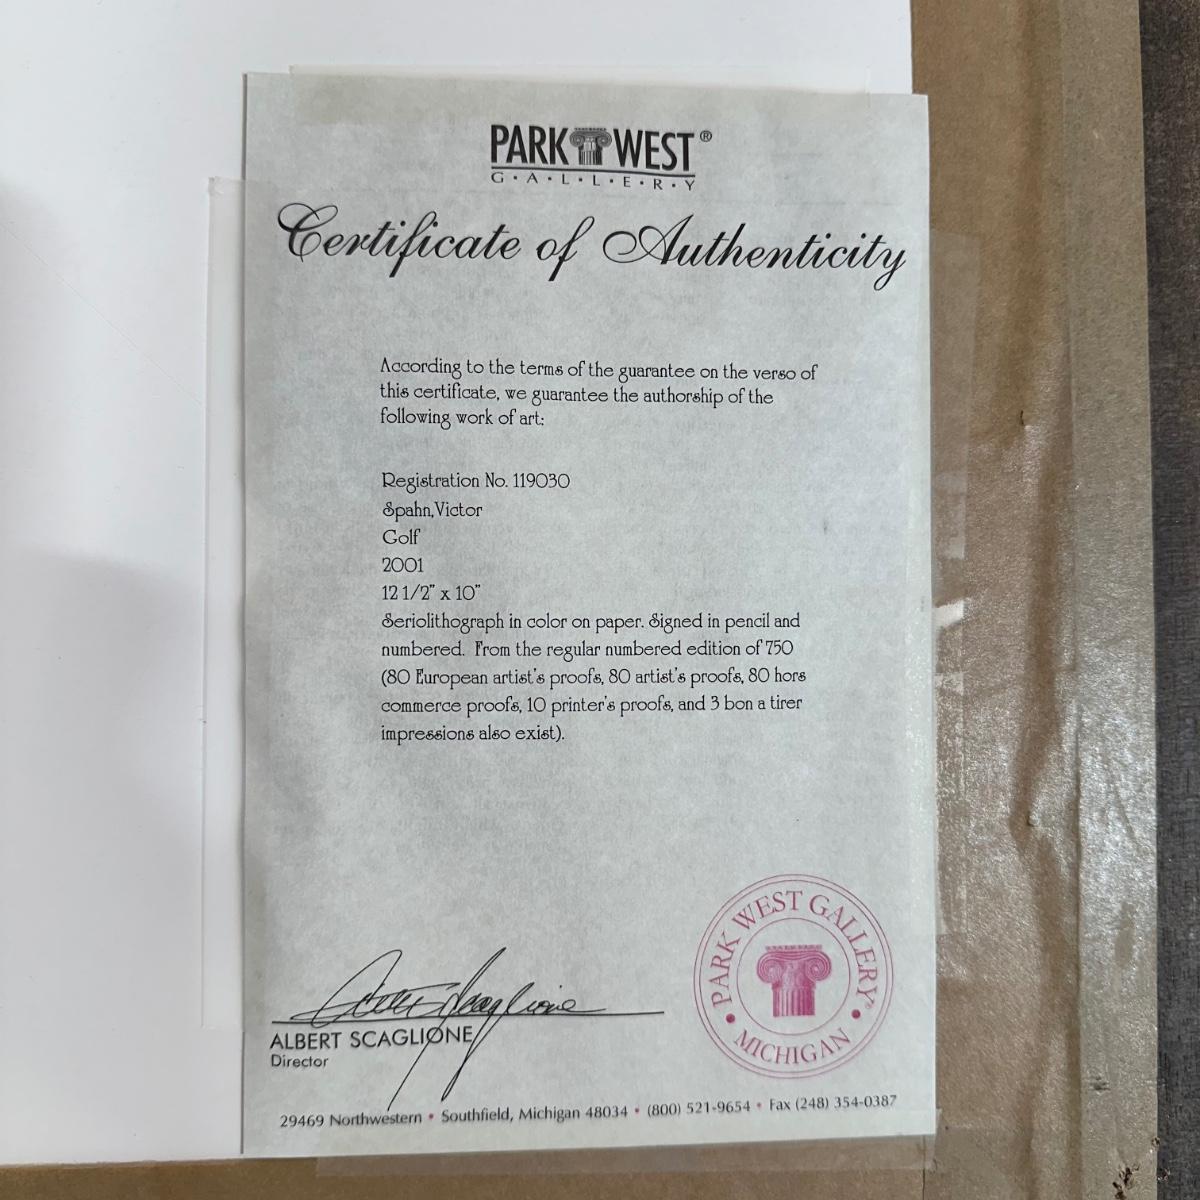 PARK WEST®
G·A·L·L·E·R·Y
Certificate of Authenticity
According to the terms of the guarantee on the verso of
this certificate, we guarantee the authorship of the
following work of art:
Registration No. 119030
Spahn, Victor
Golf
2001
12 1/2" x 10"
Seriolithograph in color on paper. Signed in pencil and
numbered. From the regular numbered edition of 750
(80 European artist's proofs, 80 artist's proofs, 80 hors
commerce proofs, 10 printer's proofs, and 3 bon a tirer
impressions also exist).
PARK WEST GALLERY®
• MICHIGAN •
ALBERT SCAGLIONE
Director
29469 Northwestern • Southfield, Michigan 48034 • (800) 521-9654 • Fax (248) 354-0387